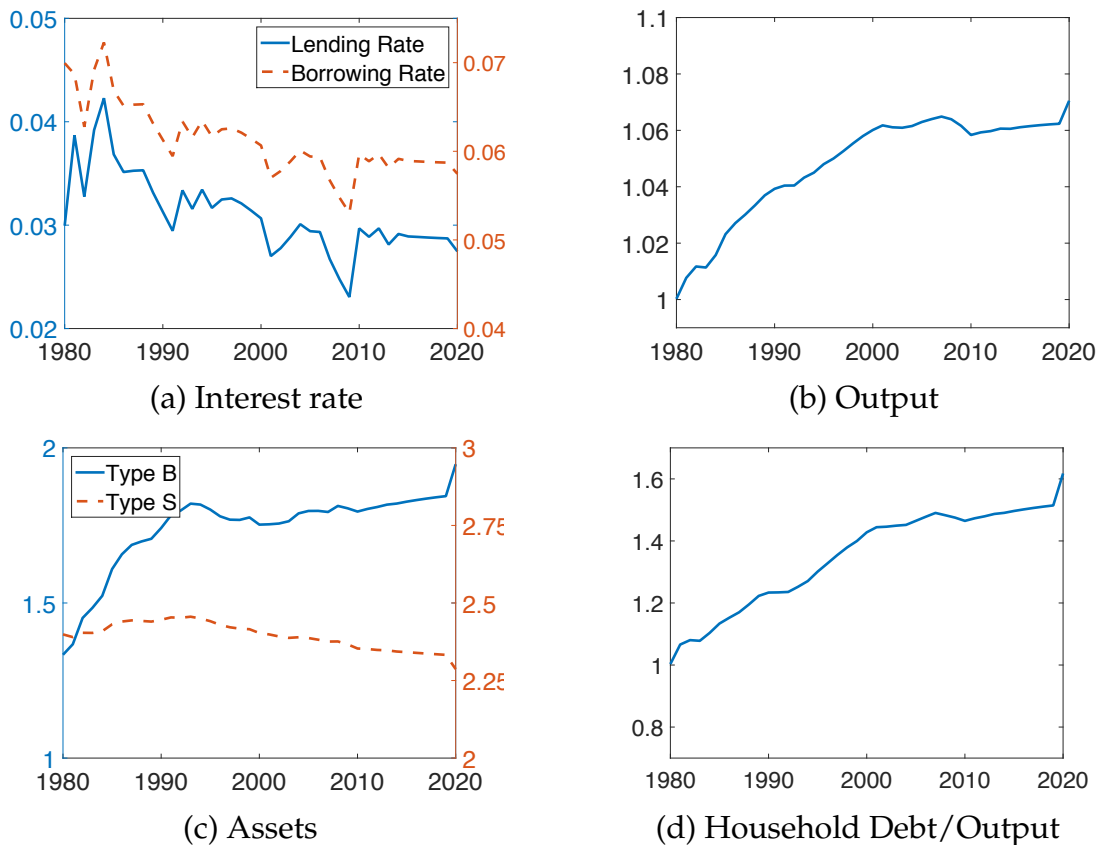 0.05
0.04
0.03
0.02
Lending Rate
Borrowing Rate
0.07
0.06
0.05
0.04
1980 1990 2000 2010 2020
(a) Interest rate
1.1
1.08
1.06
1.04
1.02
1
1980 1990 2000 2010 2020
(b) Output
2
1.5
1
Type B
Type S
3
2.75
2.5
2.25
2
1980 1990 2000 2010 2020
(c) Assets
1.6
1.4
1.2
1
0.8
1980 1990 2000 2010 2020
(d) Household Debt/Output